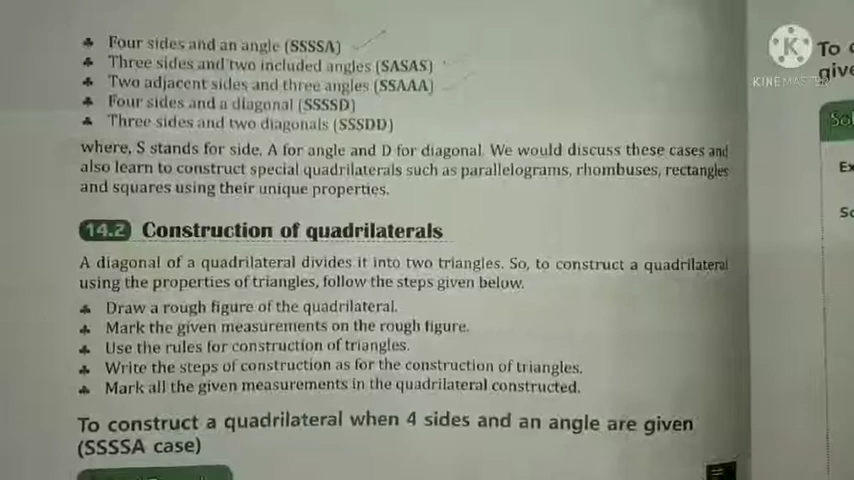 ♣ Four sides and an angle (SSSSA)
♣ Three sides and two included angles (SASAS)
♣ Two adjacent sides and three angles (SSAAA)
♣ Four sides and a diagonal (SSSSD)
♣ Three sides and two diagonals (SSSDD)
where, S stands for side, A for angle and D for diagonal. We would discuss these cases and
also learn to construct special quadrilaterals such as parallelograms, rhombuses, rectangles
and squares using their unique properties.
14.2 Construction of quadrilaterals
A diagonal of a quadrilateral divides it into two triangles. So, to construct a quadrilateral
using the properties of triangles, follow the steps given below.
♣ Draw a rough figure of the quadrilateral.
♣ Mark the given measurements on the rough figure.
♣ Use the rules for construction of triangles.
♣ Write the steps of construction as for the construction of triangles.
♣ Mark all the given measurements in the quadrilateral constructed.
To construct a quadrilateral when 4 sides and an angle are given
(SSSSA case)
K
KINEMASTER
To
give
Sol
Ex
So